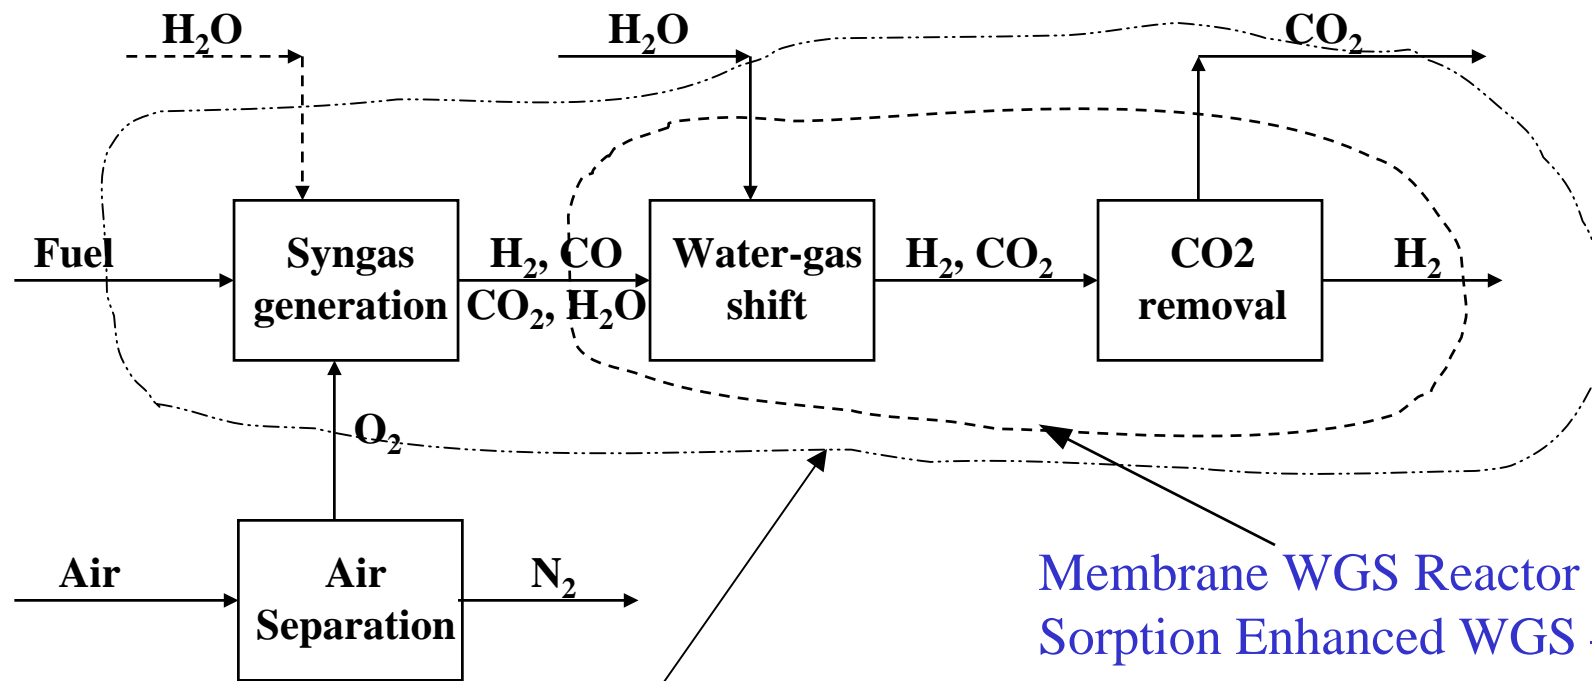 H₂O
H₂O
CO₂
Fuel
Syngas
generation
H₂, CO
CO₂, H₂O
Water-gas
shift
H₂, CO₂
CO2
removal
H₂
O₂
Air
Air
Separation
N₂
Membrane WGS Reactor
Sorption Enhanced WGS